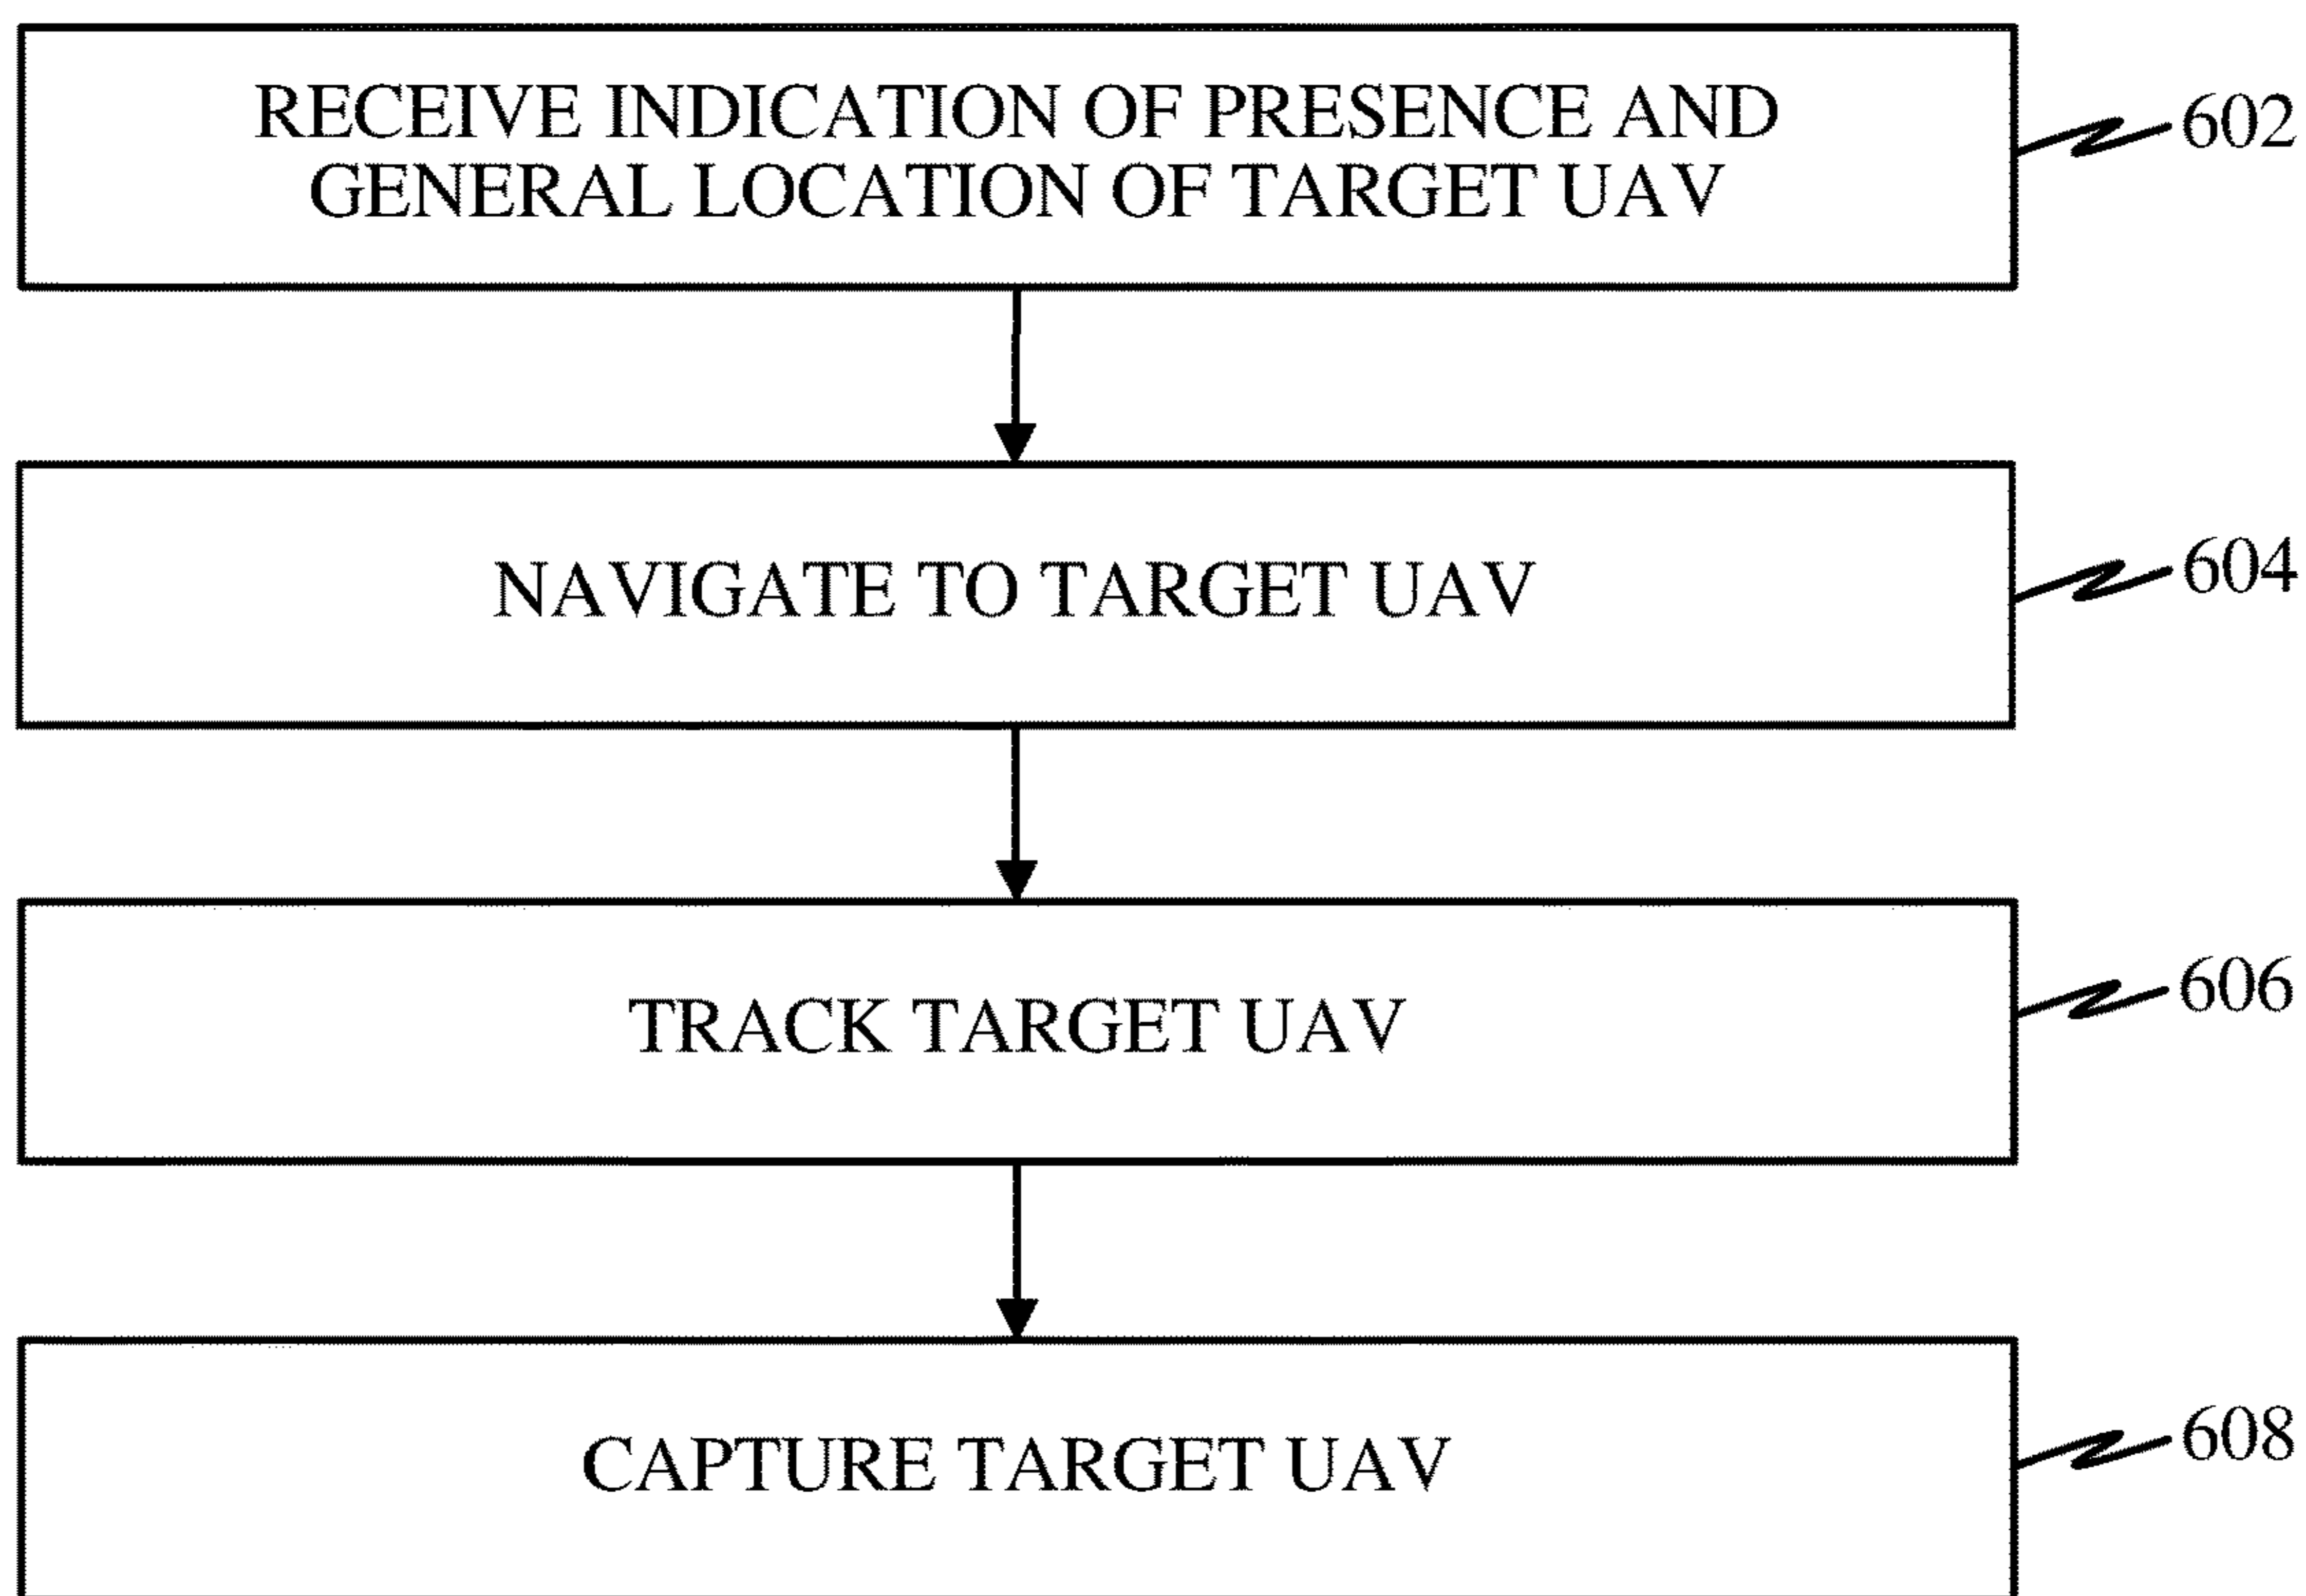 RECEIVE INDICATION OF PRESENCE AND
GENERAL LOCATION OF TARGET UAV
602
NAVIGATE TO TARGET UAV
604
TRACK TARGET UAV
606
CAPTURE TARGET UAV
608